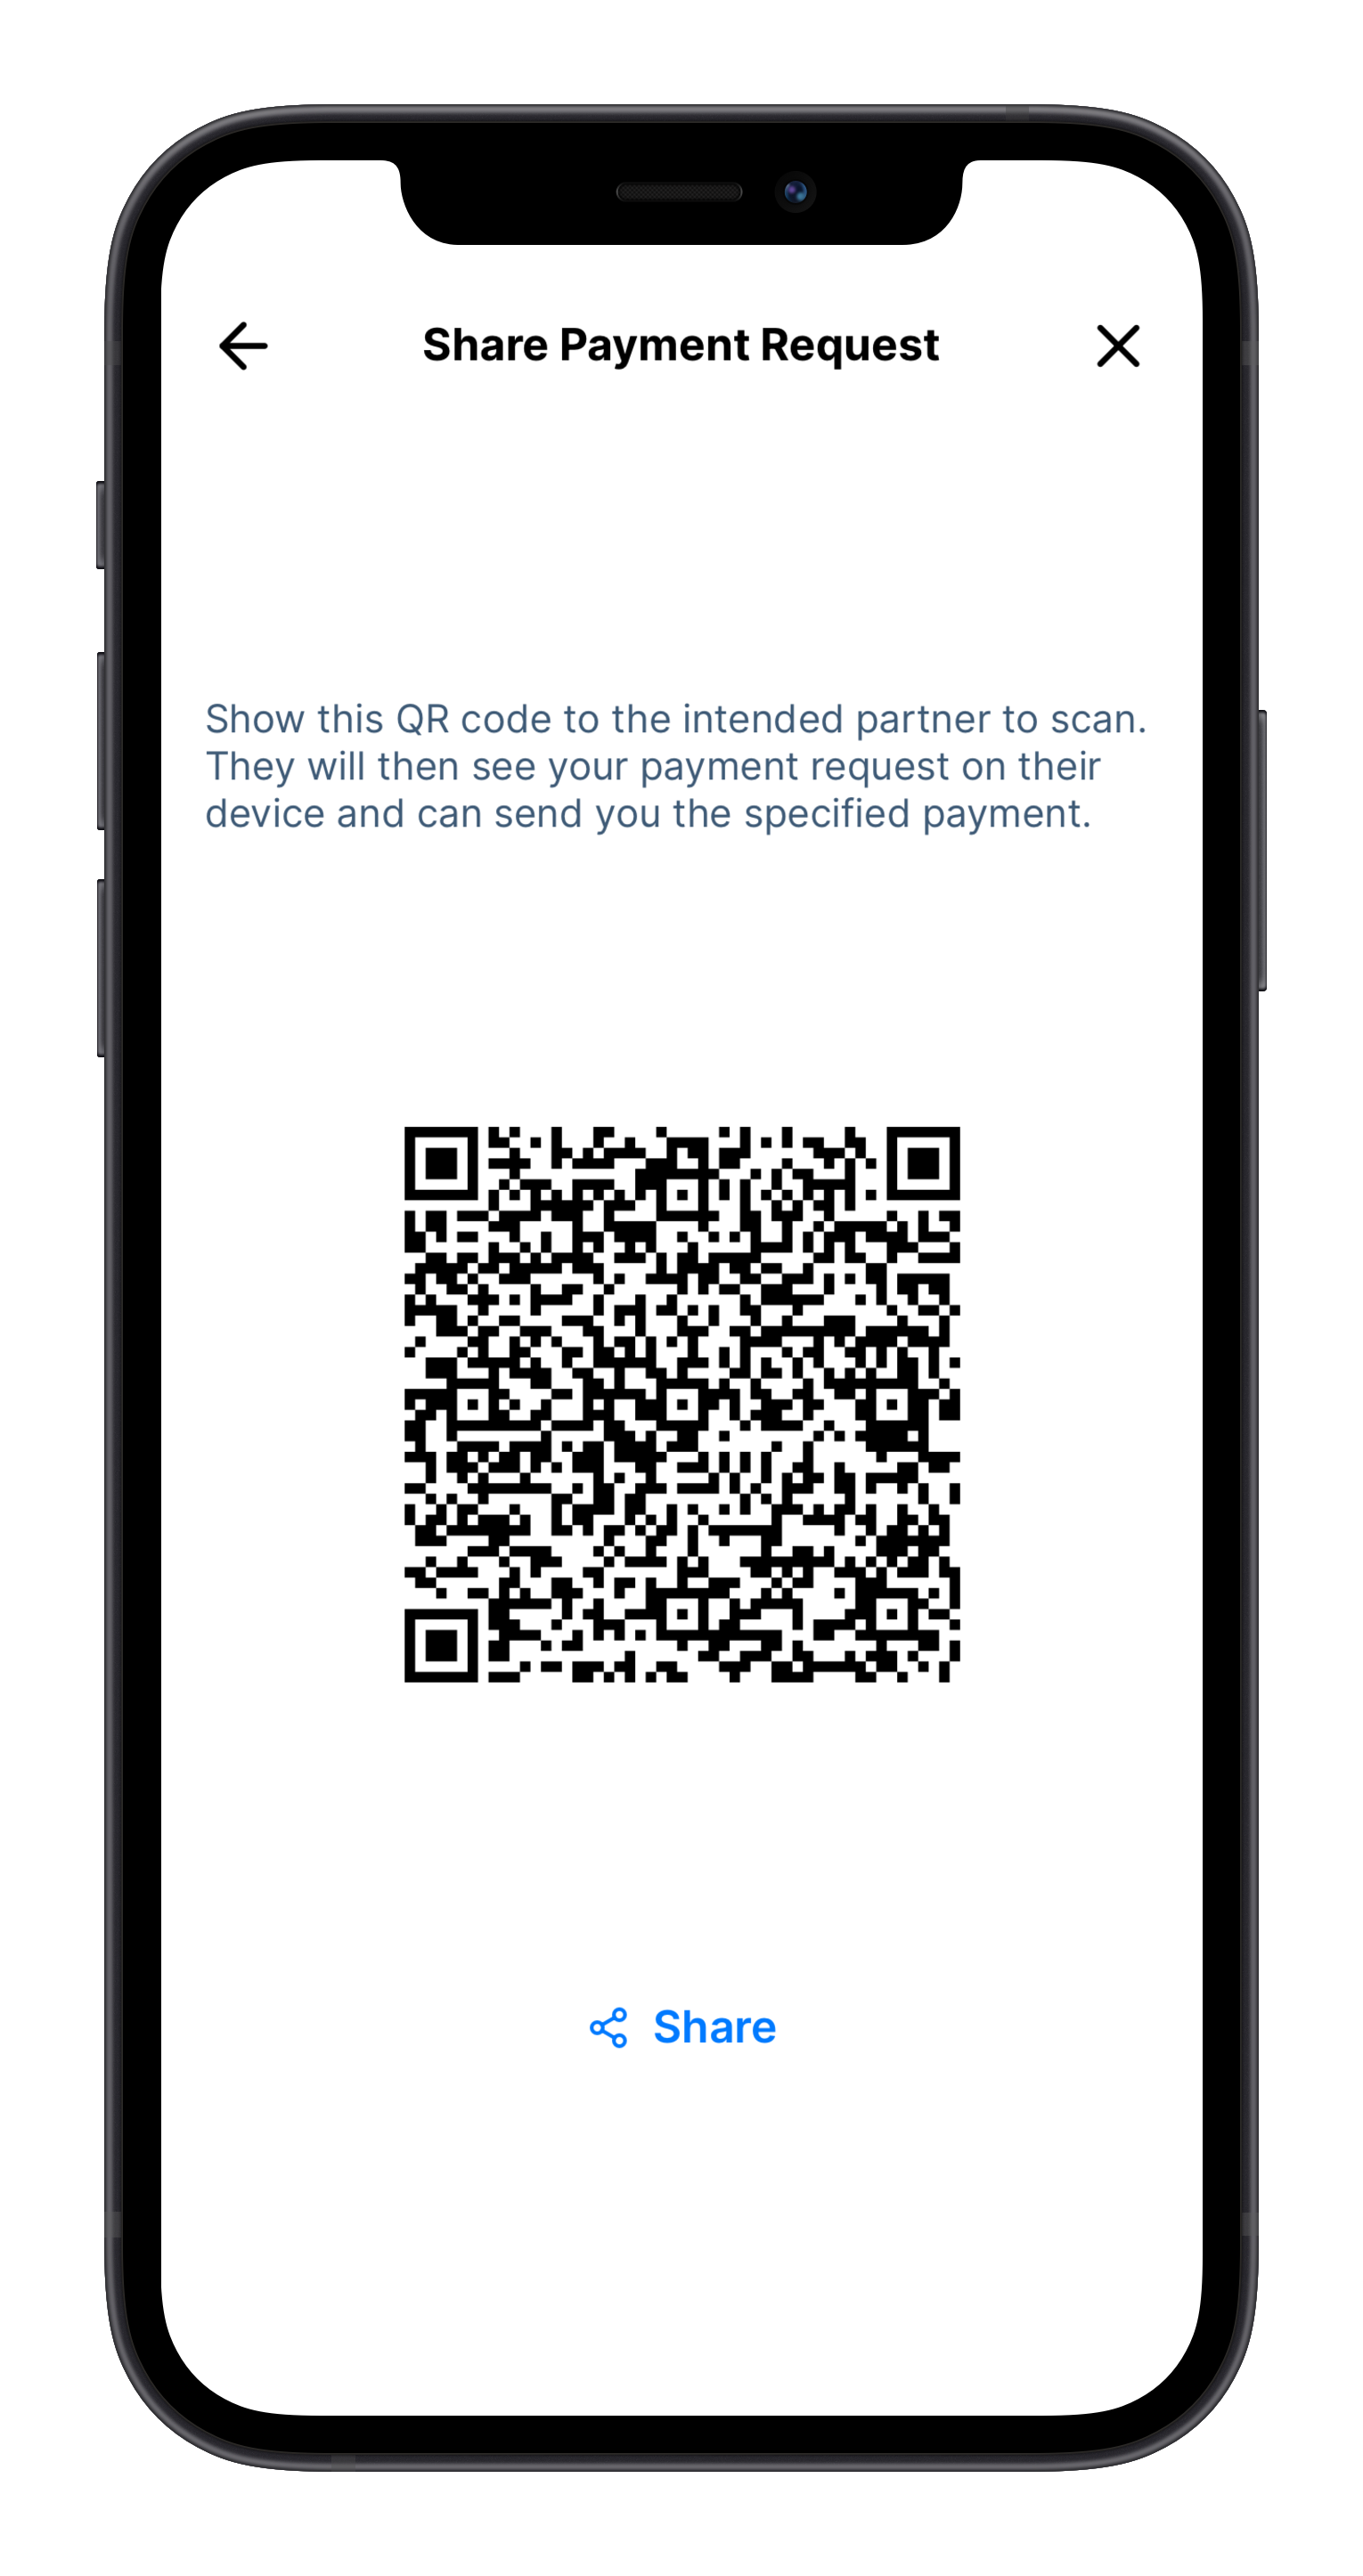 Share Payment Request
Show this QR code to the intended partner to scan.
They will then see your payment request on their
device and can send you the specified payment.
Share